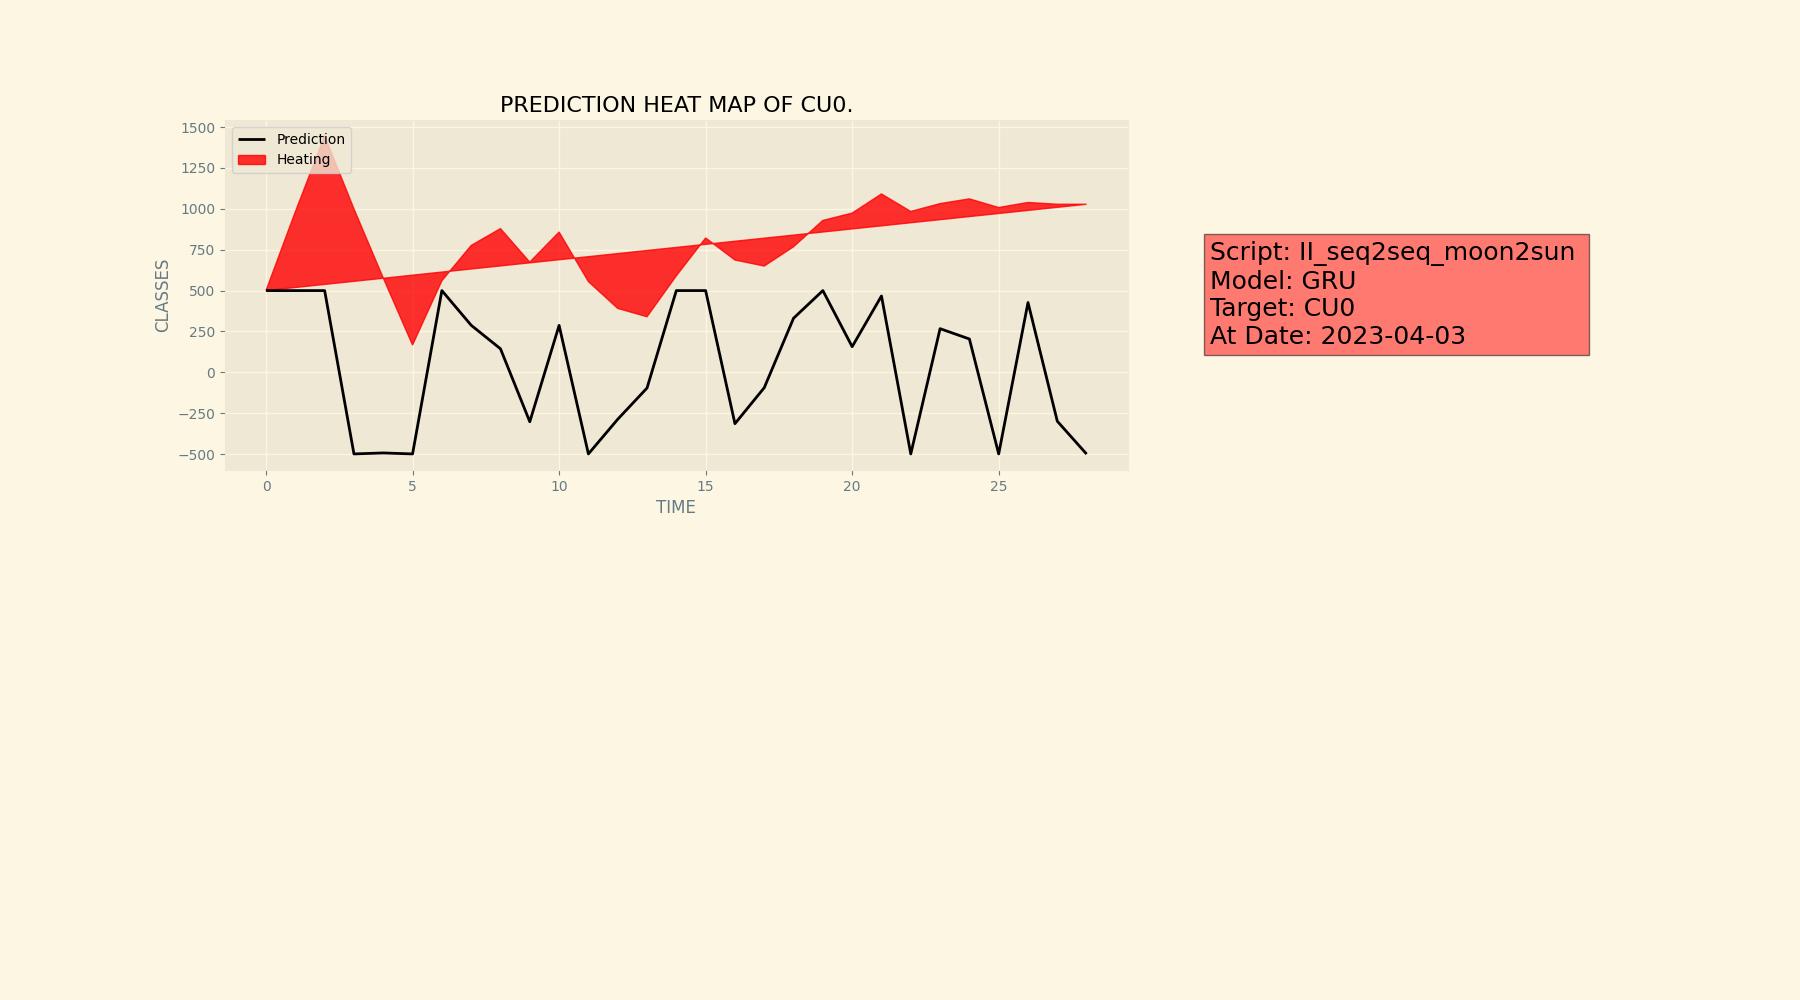 PREDICTION HEAT MAP OF CU0.
Prediction
Heating
1500
1250
1000
750
500
250
0
−250
−500
CLASSES
0 5 10 15 20 25
TIME
Script: II_seq2seq_moon2sun
Model: GRU
Target: CU0
At Date: 2023-04-03